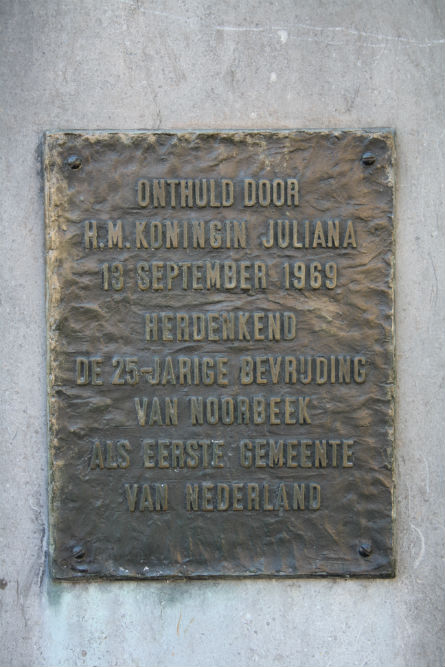 ONTHULD DOOR
H.M. KONINGIN JULIANA
13 SEPTEMBER 1969
HERDENKEND
DE 25-JARIGE BEVRIJDING
VAN NOORBEEK
ALS EERSTE GEMEENTE
VAN NEDERLAND